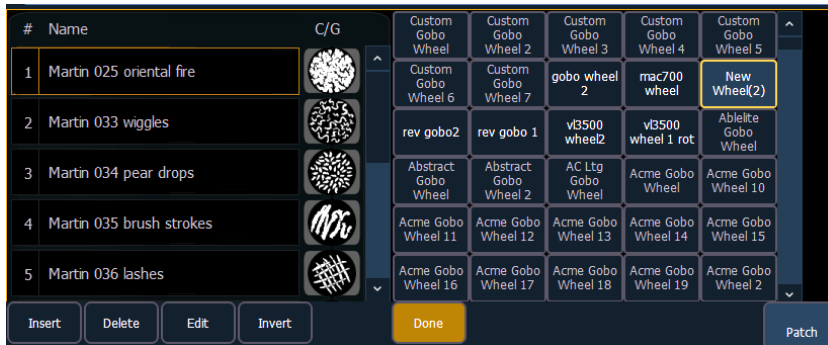 # Name C/G
1 Martin 025 oriental fire
2 Martin 033 wiggles
3 Martin 034 pear drops
4 Martin 035 brush strokes
5 Martin 036 lashes
Custom
Gobo
Wheel
Custom
Gobo
Wheel 2
Custom
Gobo
Wheel 3
Custom
Gobo
Wheel 4
Custom
Gobo
Wheel 5
Custom
Gobo
Wheel 6
Custom
Gobo
Wheel 7
gobo wheel
2
mac700
wheel
New
Wheel(2)
rev gobo2
rev gobo 1
vl3500
wheel2
vl3500
wheel 1 rot
Ablelite
Gobo
Wheel
Abstract
Gobo
Wheel
Abstract
Gobo
Wheel 2
AC Ltg
Gobo
Wheel
Acme Gobo
Wheel
Acme Gobo
Wheel 10
Acme Gobo
Wheel 11
Acme Gobo
Wheel 12
Acme Gobo
Wheel 13
Acme Gobo
Wheel 14
Acme Gobo
Wheel 15
Acme Gobo
Wheel 16
Acme Gobo
Wheel 17
Acme Gobo
Wheel 18
Acme Gobo
Wheel 19
Acme Gobo
Wheel 2
Insert Delete Edit Invert Done
Patch